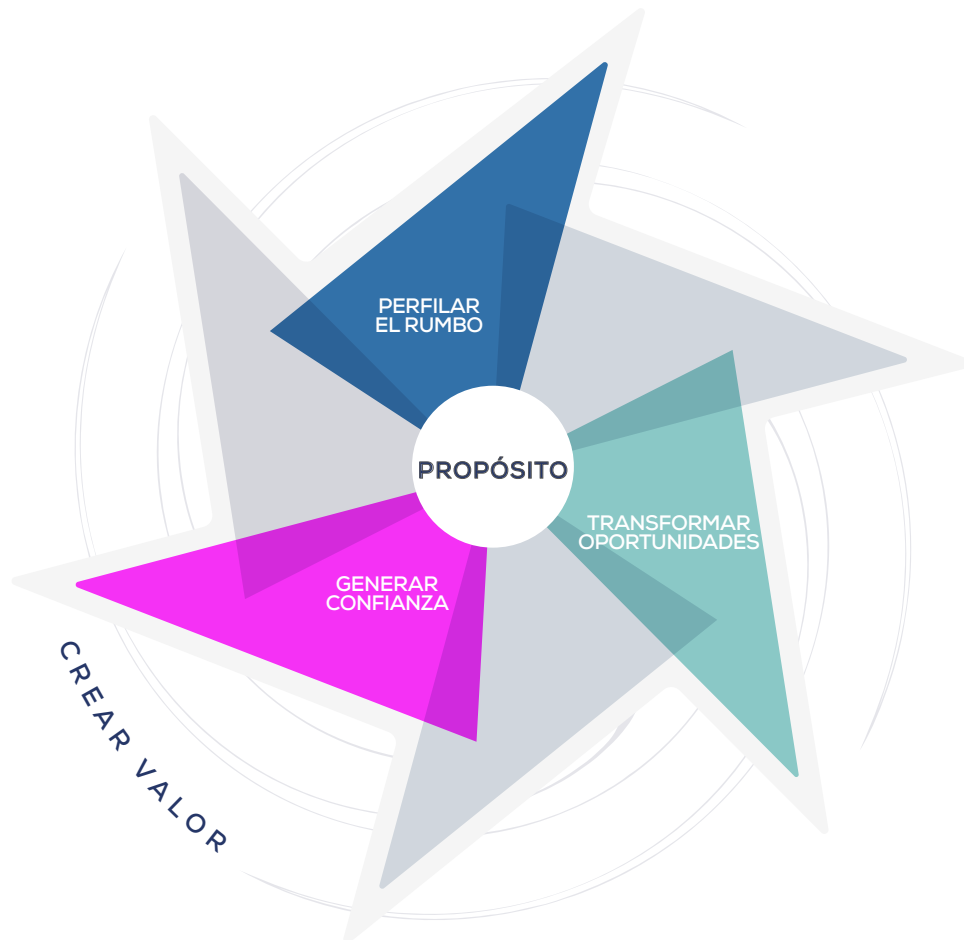 PERFILAR
EL RUMBO
PROPÓSITO
TRANSFORMAR
OPORTUNIDADES
GENERAR
CONFIANZA
CREAR VALOR